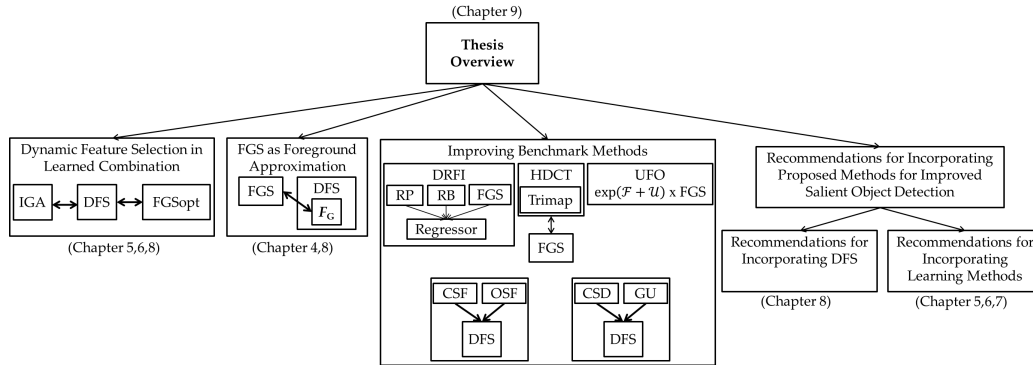 (Chapter 9)
Thesis
Overview
Dynamic Feature Selection in
Learned Combination
IGA
DFS
FGSopt
(Chapter 5,6,8)
FGS as Foreground
Approximation
FGS
DFS
F_G
(Chapter 4,8)
Improving Benchmark Methods
DRFI
RP
RB
FGS
Regressor
HDCT
Trimap
FGS
UFO
exp(ℱ + 𝒰) x FGS
CSF
OSF
DFS
CSD
GU
DFS
Recommendations for Incorporating
Proposed Methods for Improved
Salient Object Detection
Recommendations for
Incorporating DFS
(Chapter 8)
Recommendations for
Incorporating
Learning Methods
(Chapter 5,6,7)